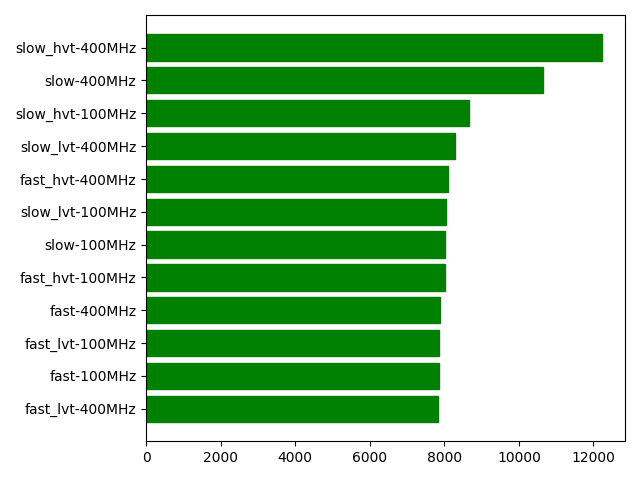 slow_hvt-400MHz
slow-400MHz
slow_hvt-100MHz
slow_lvt-400MHz
fast_hvt-400MHz
slow_lvt-100MHz
slow-100MHz
fast_hvt-100MHz
fast-400MHz
fast_lvt-100MHz
fast-100MHz
fast_lvt-400MHz
0 2000 4000 6000 8000 10000 12000